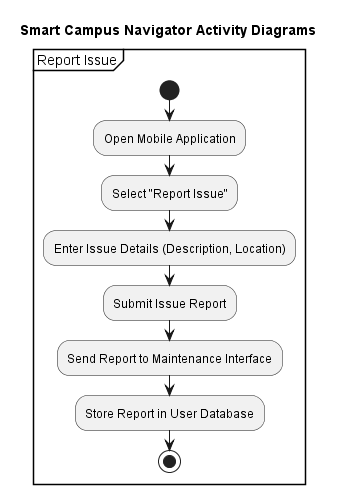 Smart Campus Navigator Activity Diagrams
Report Issue
Open Mobile Application
Select "Report Issue"
Enter Issue Details (Description, Location)
Submit Issue Report
Send Report to Maintenance Interface
Store Report in User Database